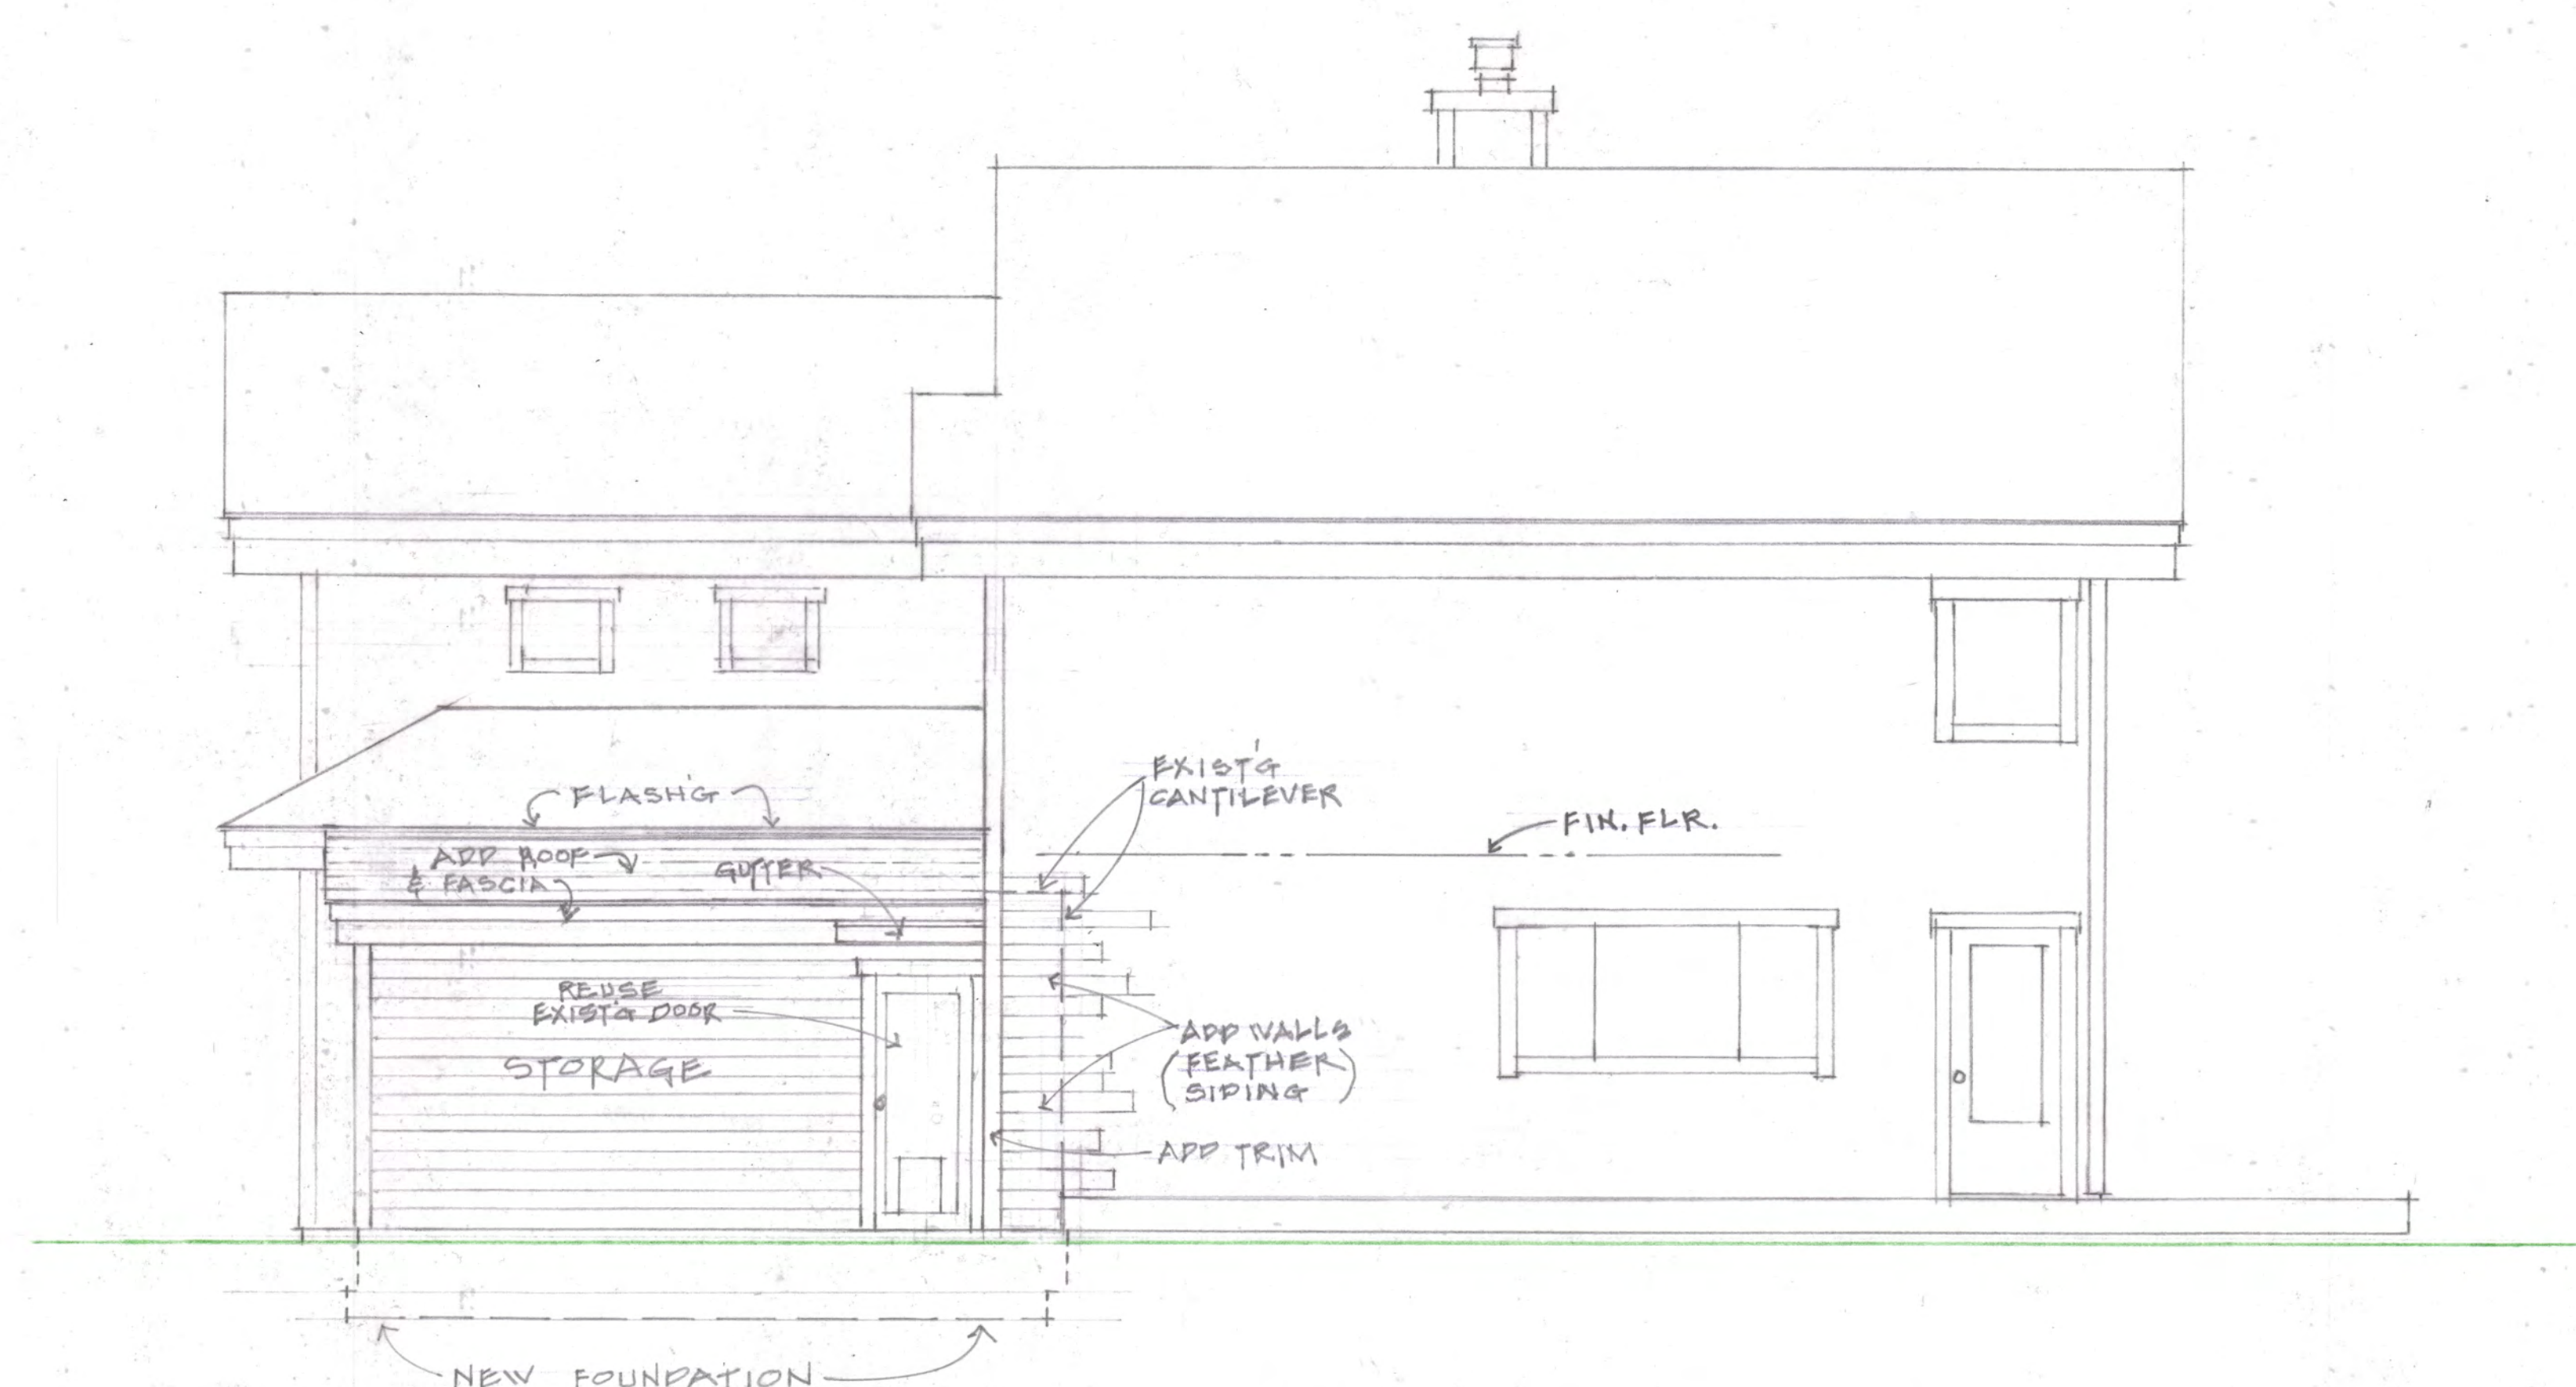 EXIST'G
CANTILEVER
FLASH'G
FIN. FLR.
ADD ROOF
& FASCIA
GUTTER
REUSE
EXIST'G DOOR
STORAGE
ADD WALLS
(FEATHER
SIDING)
ADD TRIM
NEW FOUNDATION